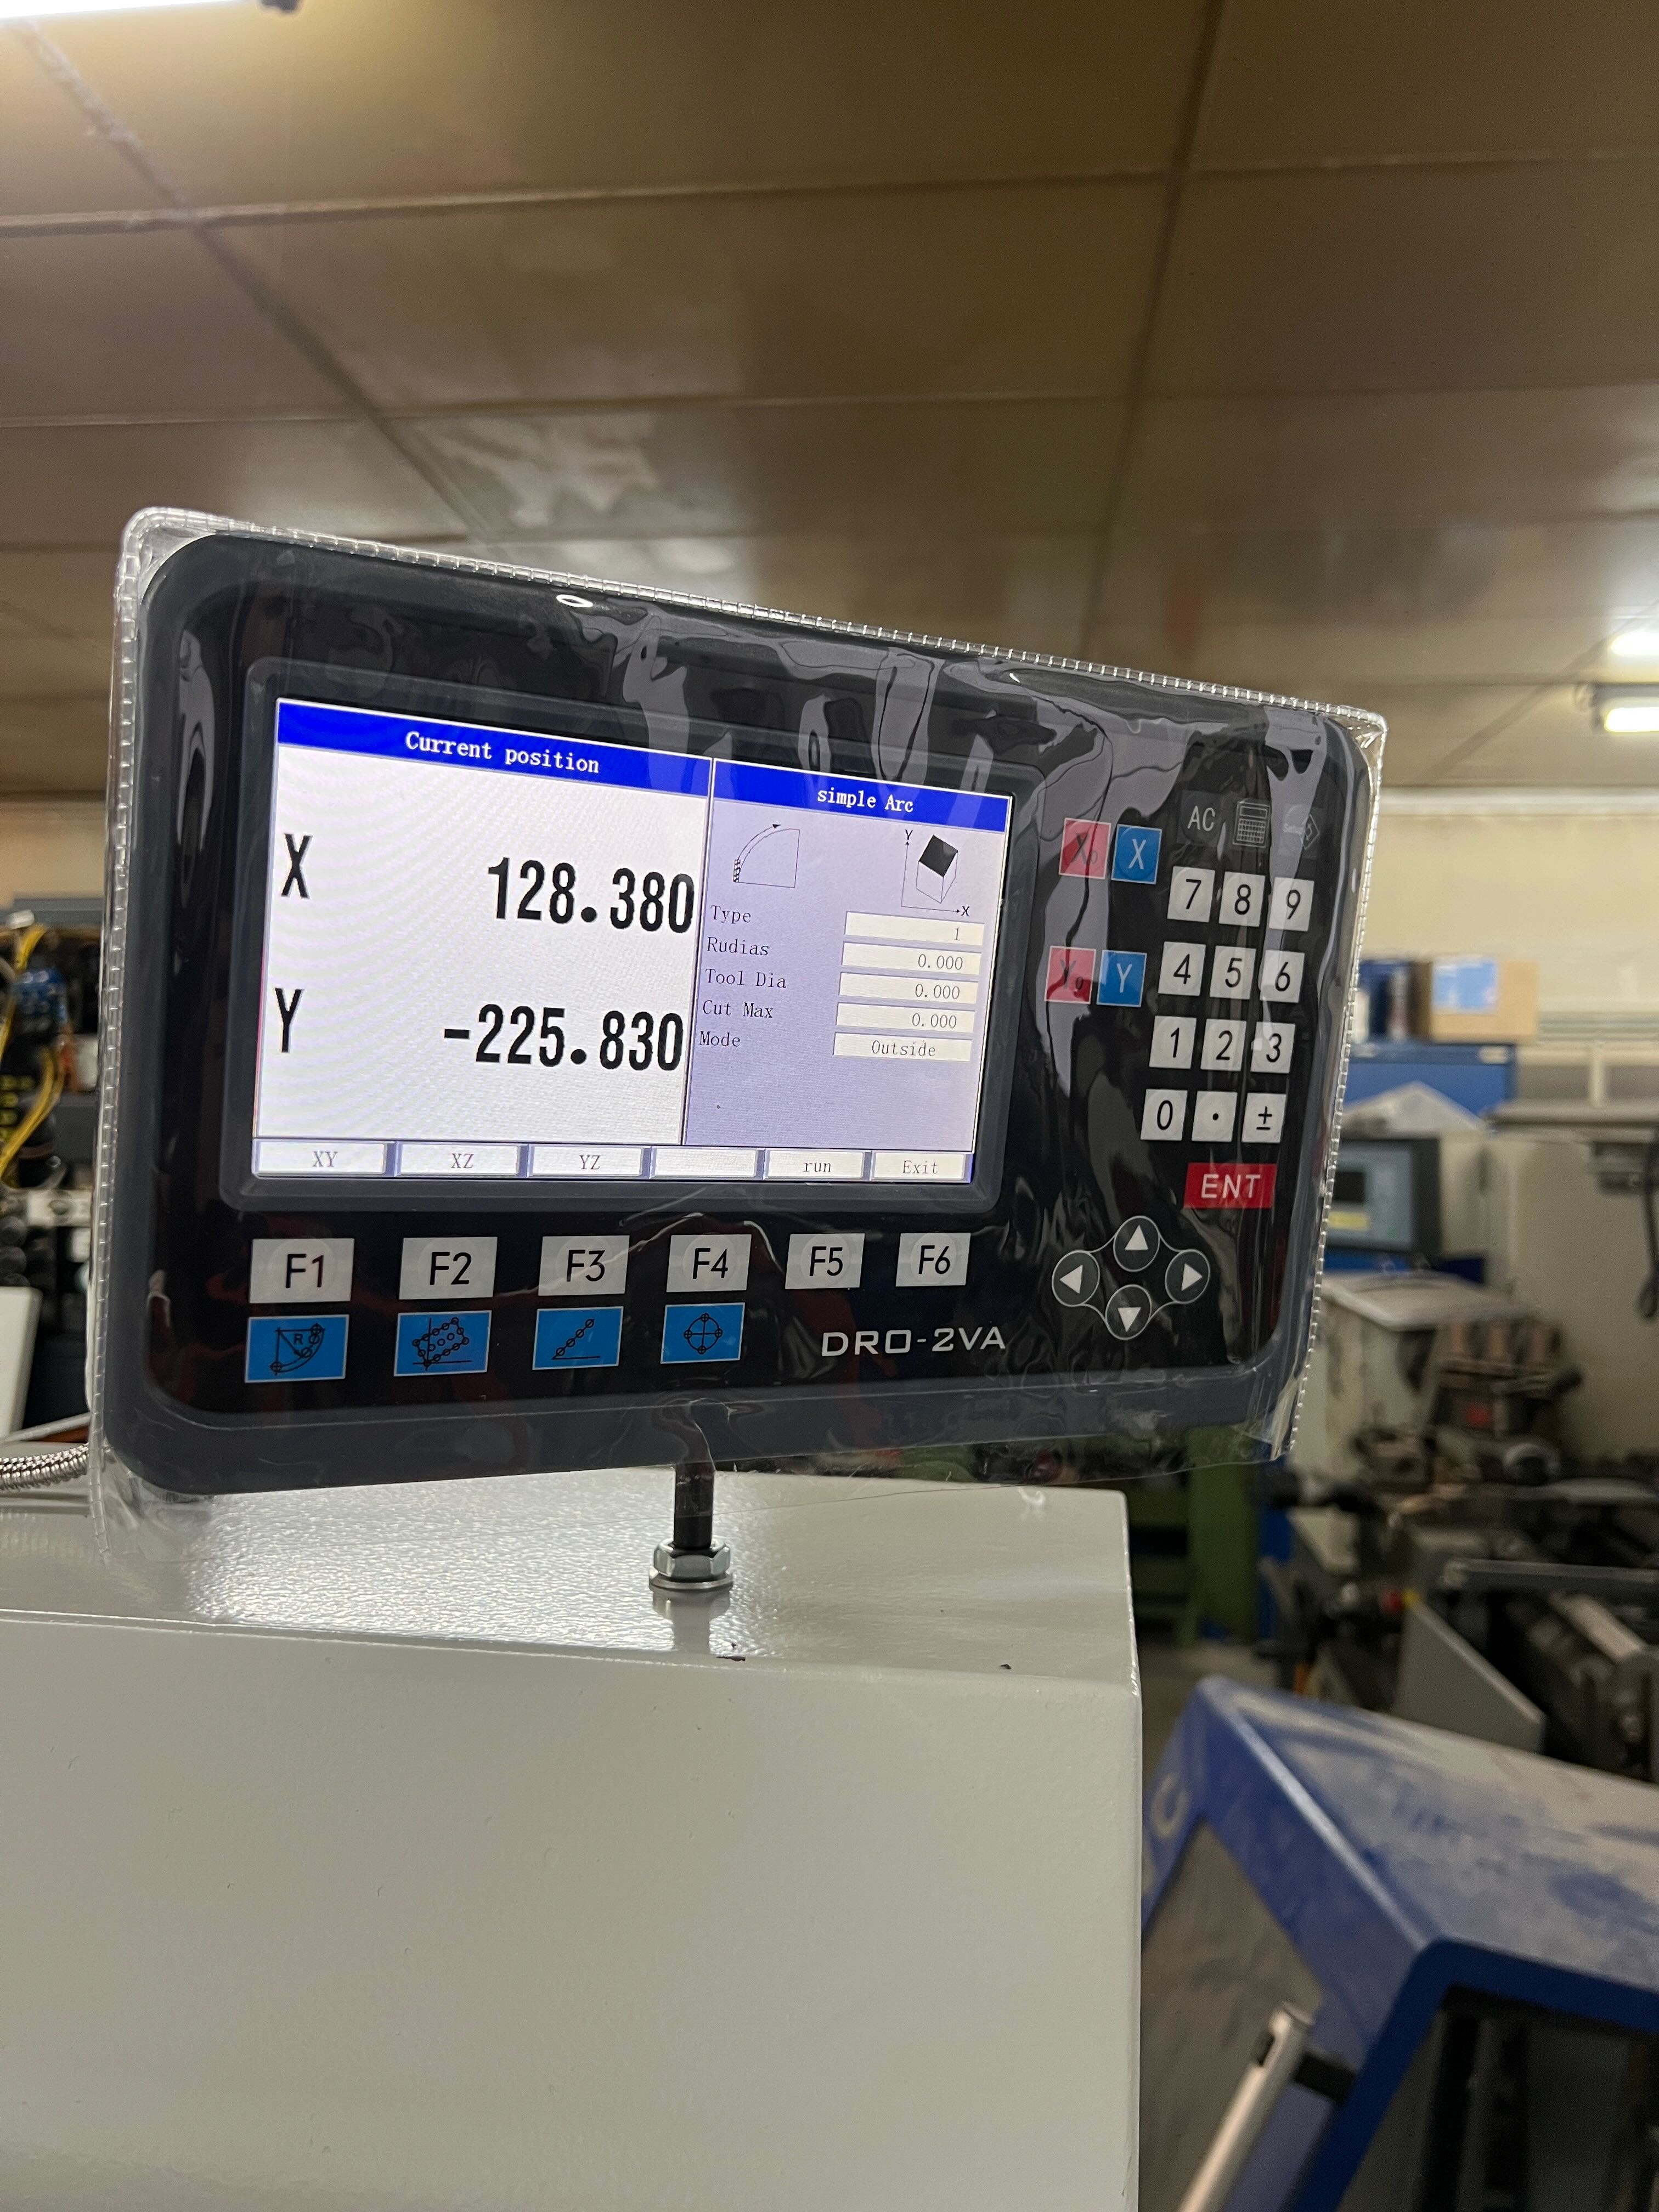 Current position
simple Arc
X 128.380
Y -225.830
Y
X
Type 1
Rudias 0.000
Tool Dia 0.000
Cut Max 0.000
Mode Outside
XY XZ YZ run Exit
F1 F2 F3 F4 F5 F6
R
DRO-2VA
AC
X₀ X
7 8 9
Y₀ Y
4 5 6
1 2 3
0 . ±
ENT